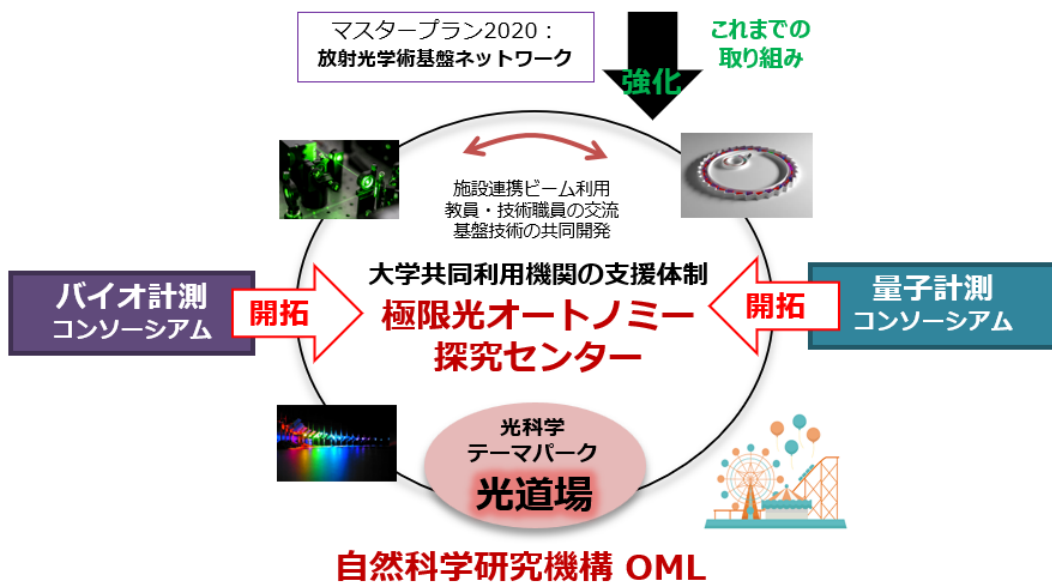 マスタープラン2020：
放射光学術基盤ネットワーク
これまでの
取り組み
強化
施設連携ビーム利用
教員・技術職員の交流
基盤技術の共同開発
大学共同利用機関の支援体制
極限光オートノミー
探究センター
バイオ計測
コンソーシアム
開拓
開拓
量子計測
コンソーシアム
光科学
テーマパーク
光道場
自然科学研究機構 OML